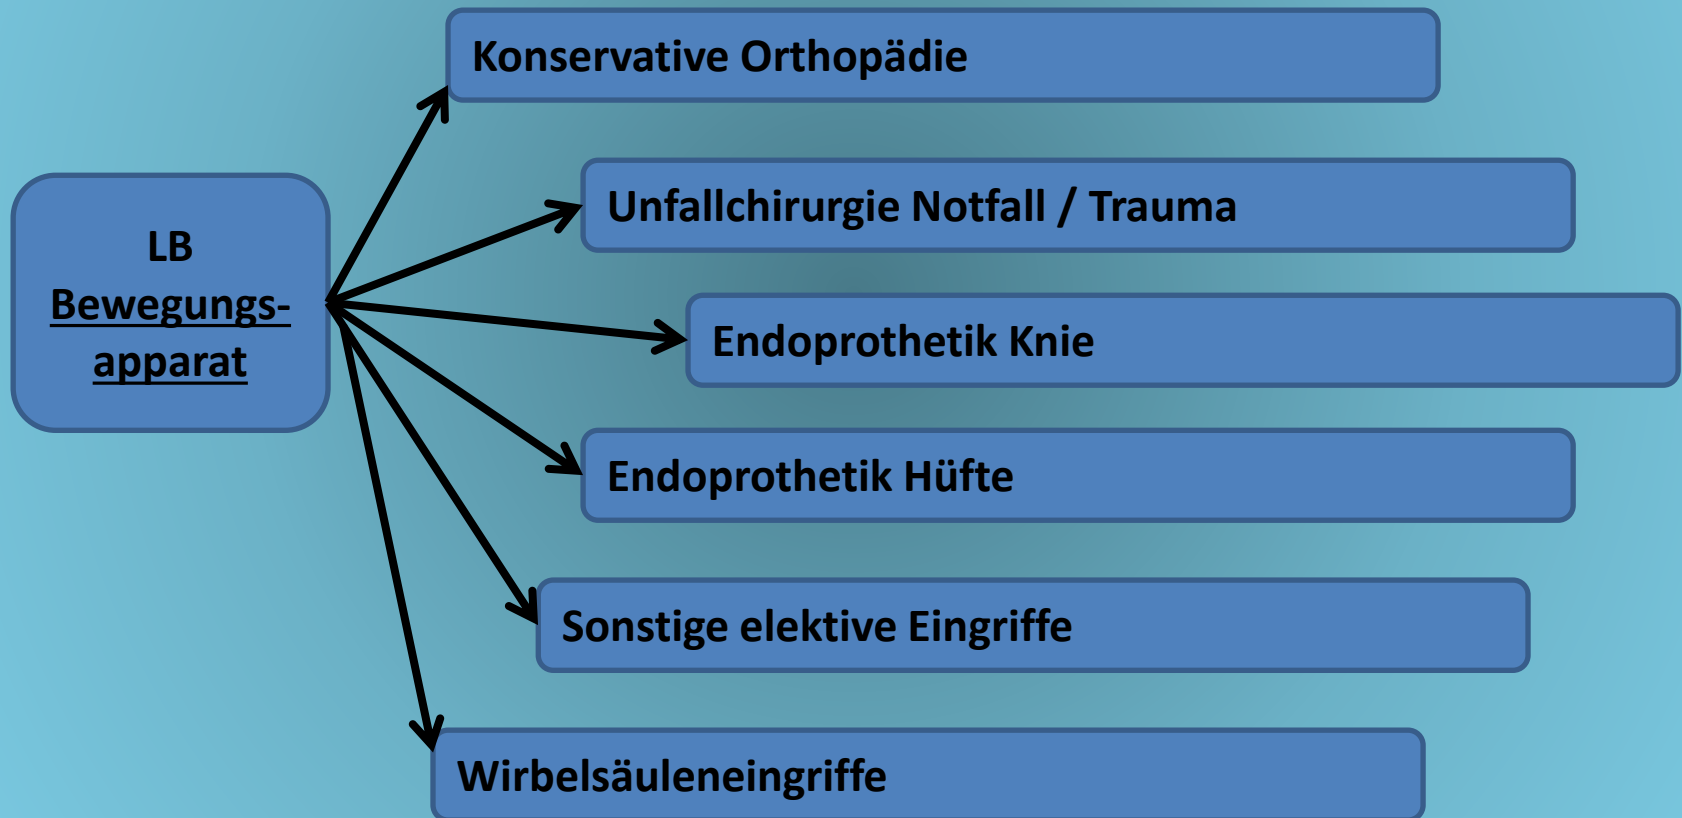 Konservative Orthopädie
Unfallchirurgie Notfall / Trauma
LB
Bewegungs-
apparat
Endoprothetik Knie
Endoprothetik Hüfte
Sonstige elektive Eingriffe
Wirbelsäuleneingriffe